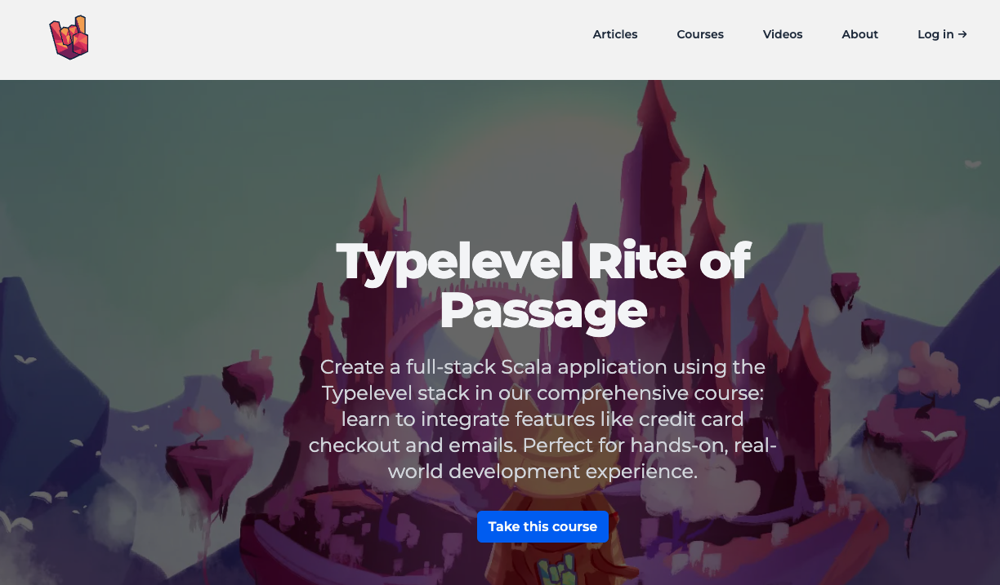 Articles
Courses
Videos
About
Log in →
Typelevel Rite of
Passage
Create a full-stack Scala application using the
Typelevel stack in our comprehensive course:
learn to integrate features like credit card
checkout and emails. Perfect for hands-on, real-
world development experience.
Take this course